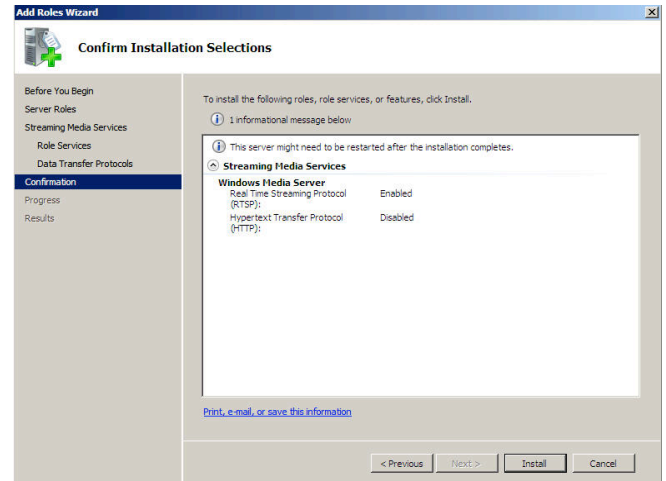 Add Roles Wizard
Confirm Installation Selections
Before You Begin
Server Roles
Streaming Media Services
Role Services
Data Transfer Protocols
Confirmation
Progress
Results
To install the following roles, role services, or features, click Install.
1 informational message below
This server might need to be restarted after the installation completes.
Streaming Media Services
Windows Media Server
Real Time Streaming Protocol (RTSP): Enabled
Hypertext Transfer Protocol (HTTP): Disabled
Print, e-mail, or save this information
< Previous
Next >
Install
Cancel